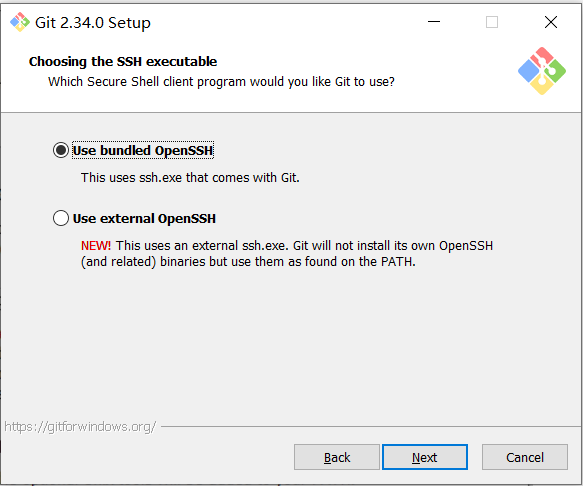 Git 2.34.0 Setup
Choosing the SSH executable
Which Secure Shell client program would you like Git to use?
Use bundled OpenSSH
This uses ssh.exe that comes with Git.
Use external OpenSSH
NEW! This uses an external ssh.exe. Git will not install its own OpenSSH
(and related) binaries but use them as found on the PATH.
https://gitforwindows.org/
Back Next Cancel